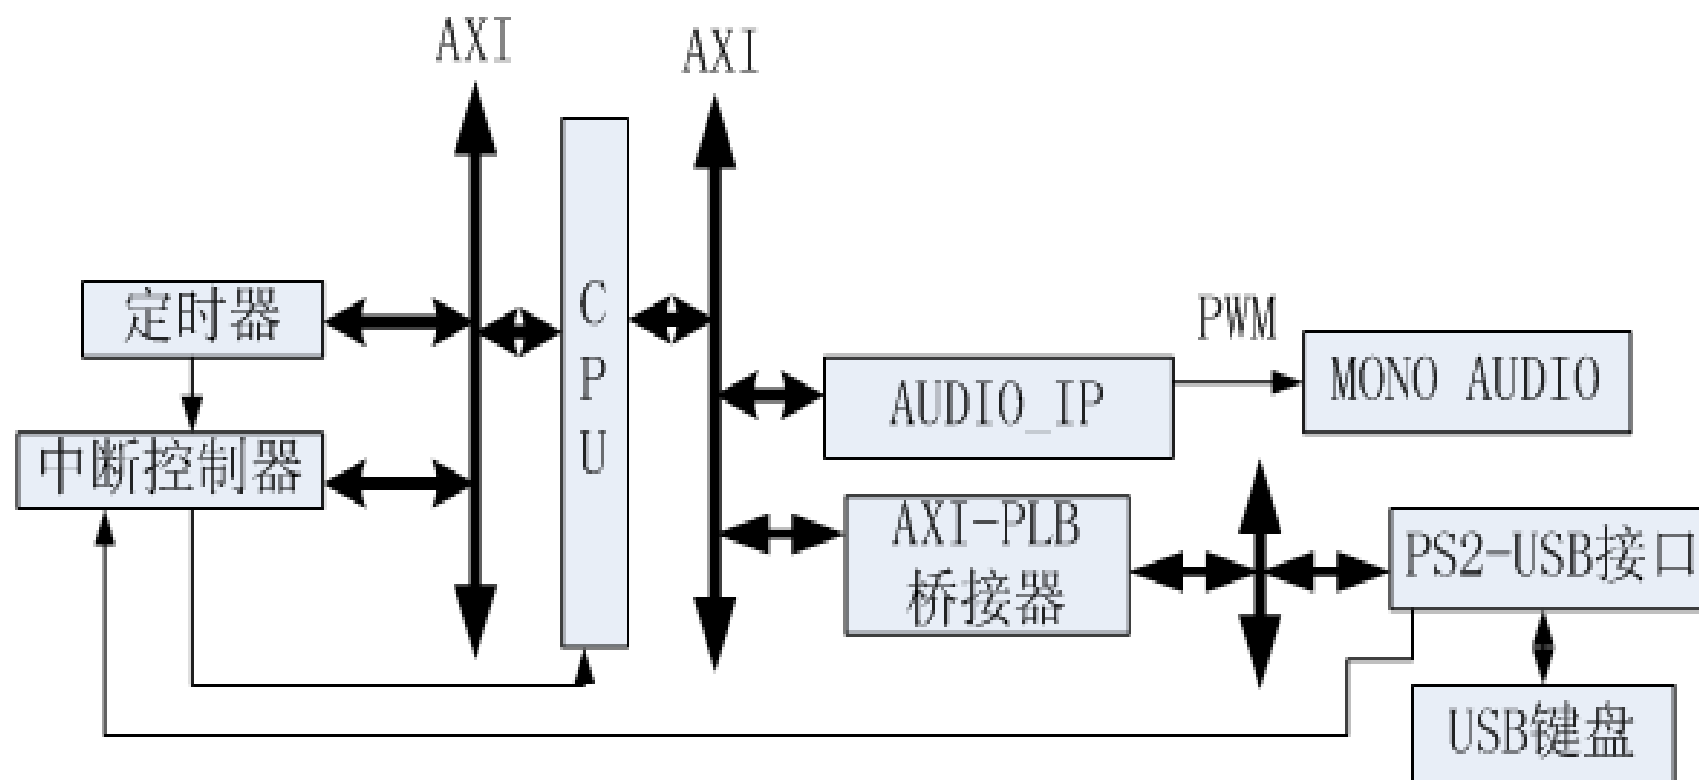 AXI
AXI
定时器
中断控制器
C
P
U
PWM
AUDIO_IP
MONO AUDIO
AXI-PLB
桥接器
PS2-USB接口
USB键盘